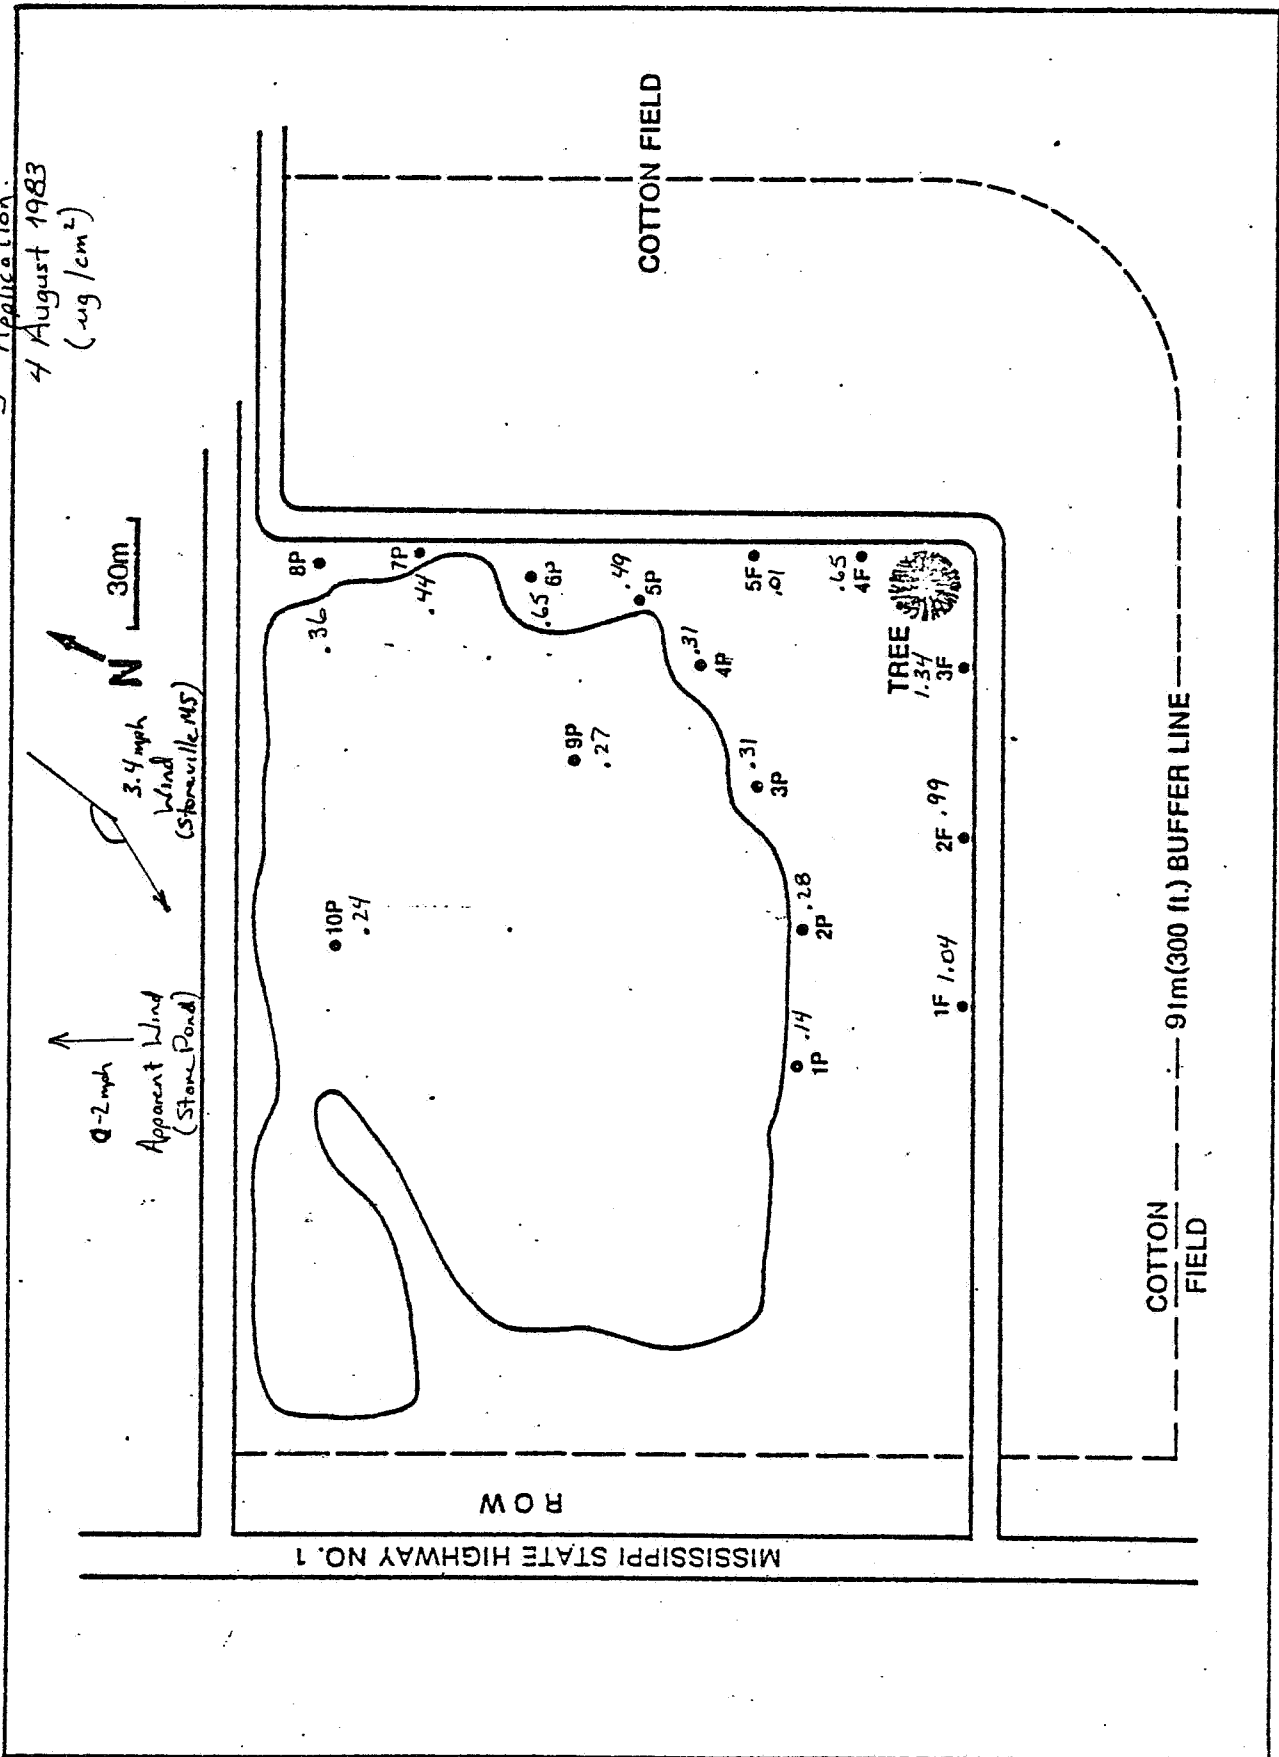 Application:
4 August 1983
(ug/cm²)
COTTON FIELD
30m
N
3.4 mph
Wind
(Stoneville MS)
0-2 mph
Apparent Wind
(Stone Pond)
8P
.36
7P
.44
6P
.65
5P
.49
5F
.01
4F
.65
4P
.31
TREE
3F
1.34
9P
.27
3P
.31
2F .99
10P
.24
2P
.28
1F 1.04
1P
.14
91m(300 ft.) BUFFER LINE
COTTON
FIELD
ROW
MISSISSIPPI STATE HIGHWAY NO. 1